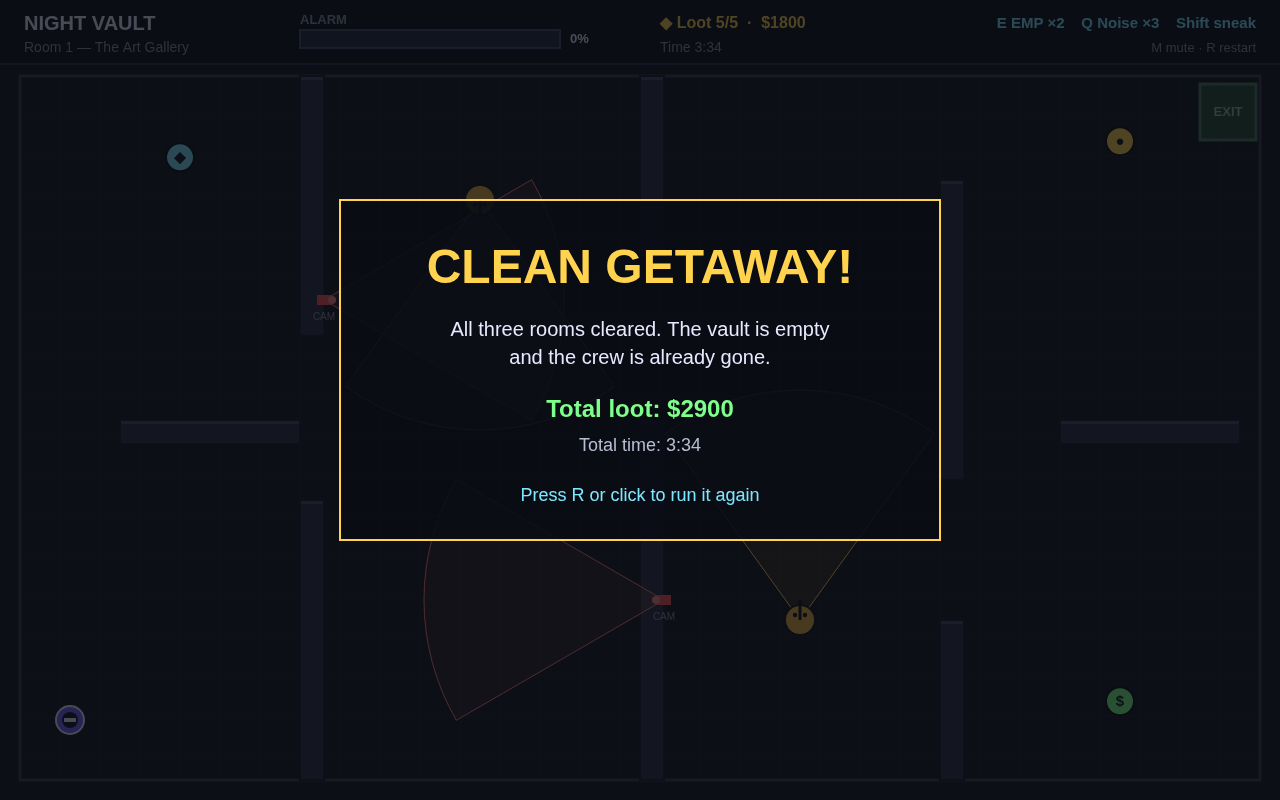 NIGHT VAULT
Room 1 — The Art Gallery
ALARM
0%
◆ Loot 5/5 · $1800
Time 3:34
E EMP ×2 Q Noise ×3 Shift sneak
M mute · R restart
EXIT
CAM
CLEAN GETAWAY!
All three rooms cleared. The vault is empty
and the crew is already gone.
Total loot: $2900
Total time: 3:34
Press R or click to run it again
CAM
$